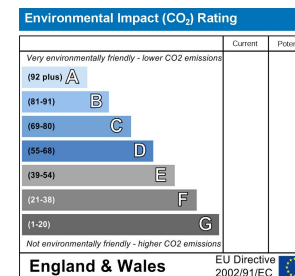 Environmental Impact (CO₂) Rating
Current Poten
Very environmentally friendly - lower CO2 emissions
(92 plus) A
(81-91) B
(69-80) C
(55-68) D
(39-54) E
(21-38) F
(1-20) G
Not environmentally friendly - higher CO2 emissions
England & Wales
EU Directive
2002/91/EC